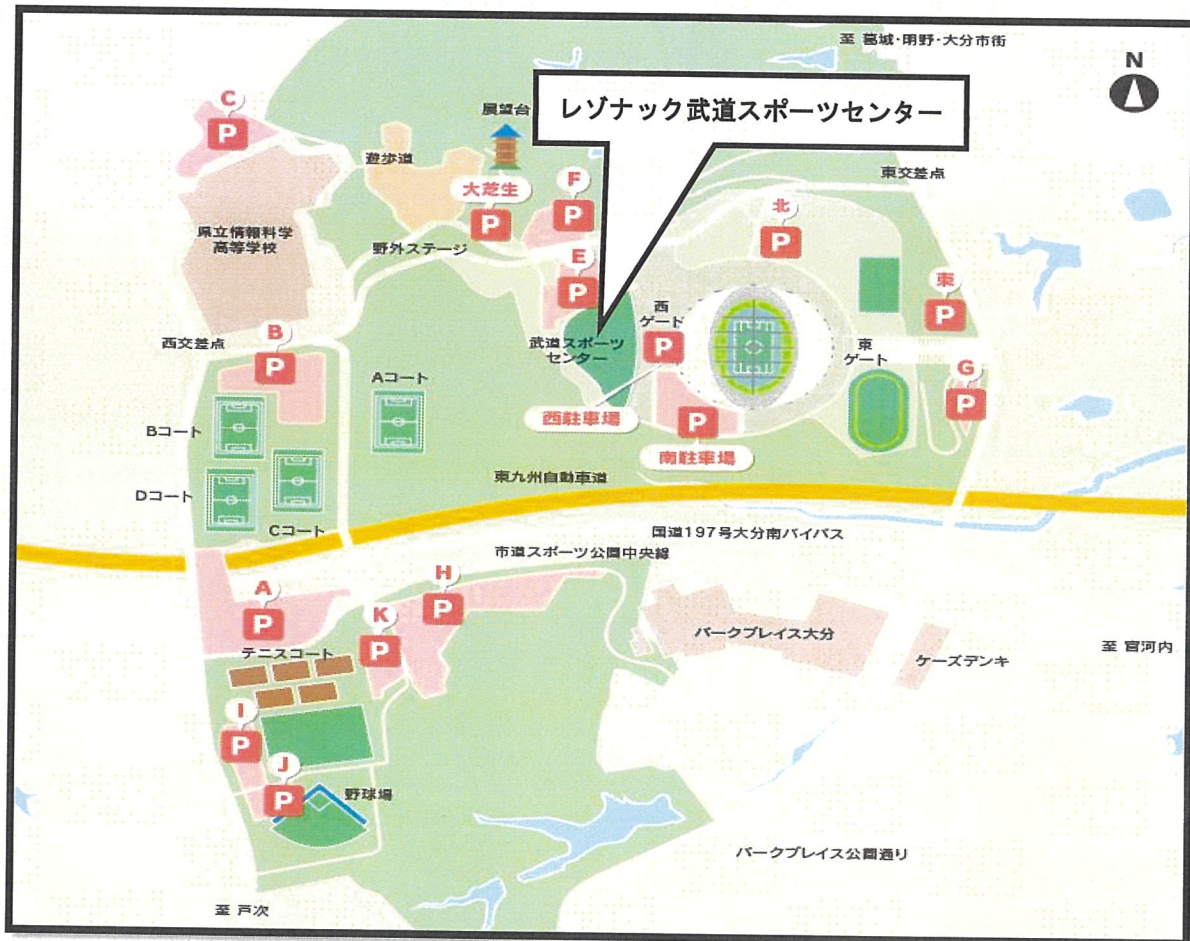 至 葛城・明野・大分市街
N
レゾナック武道スポーツセンター
C
P
展望台
遊歩道
東交差点
大芝生
P
F
P
北
P
県立情報科学
高等学校
野外ステージ
E
P
東
P
西
ゲート
P
西交差点
B
P
武道スポーツ
センター
東
ゲート
G
P
Aコート
西駐車場
P
南駐車場
Bコート
Dコート
Cコート
東九州自動車道
国道197号大分南バイパス
市道スポーツ公園中央線
A
P
H
P
K
P
パークプレイス大分
ケーズデンキ
至 宮河内
テニスコート
I
P
J
P
野球場
パークプレイス公園通り
至 戸次